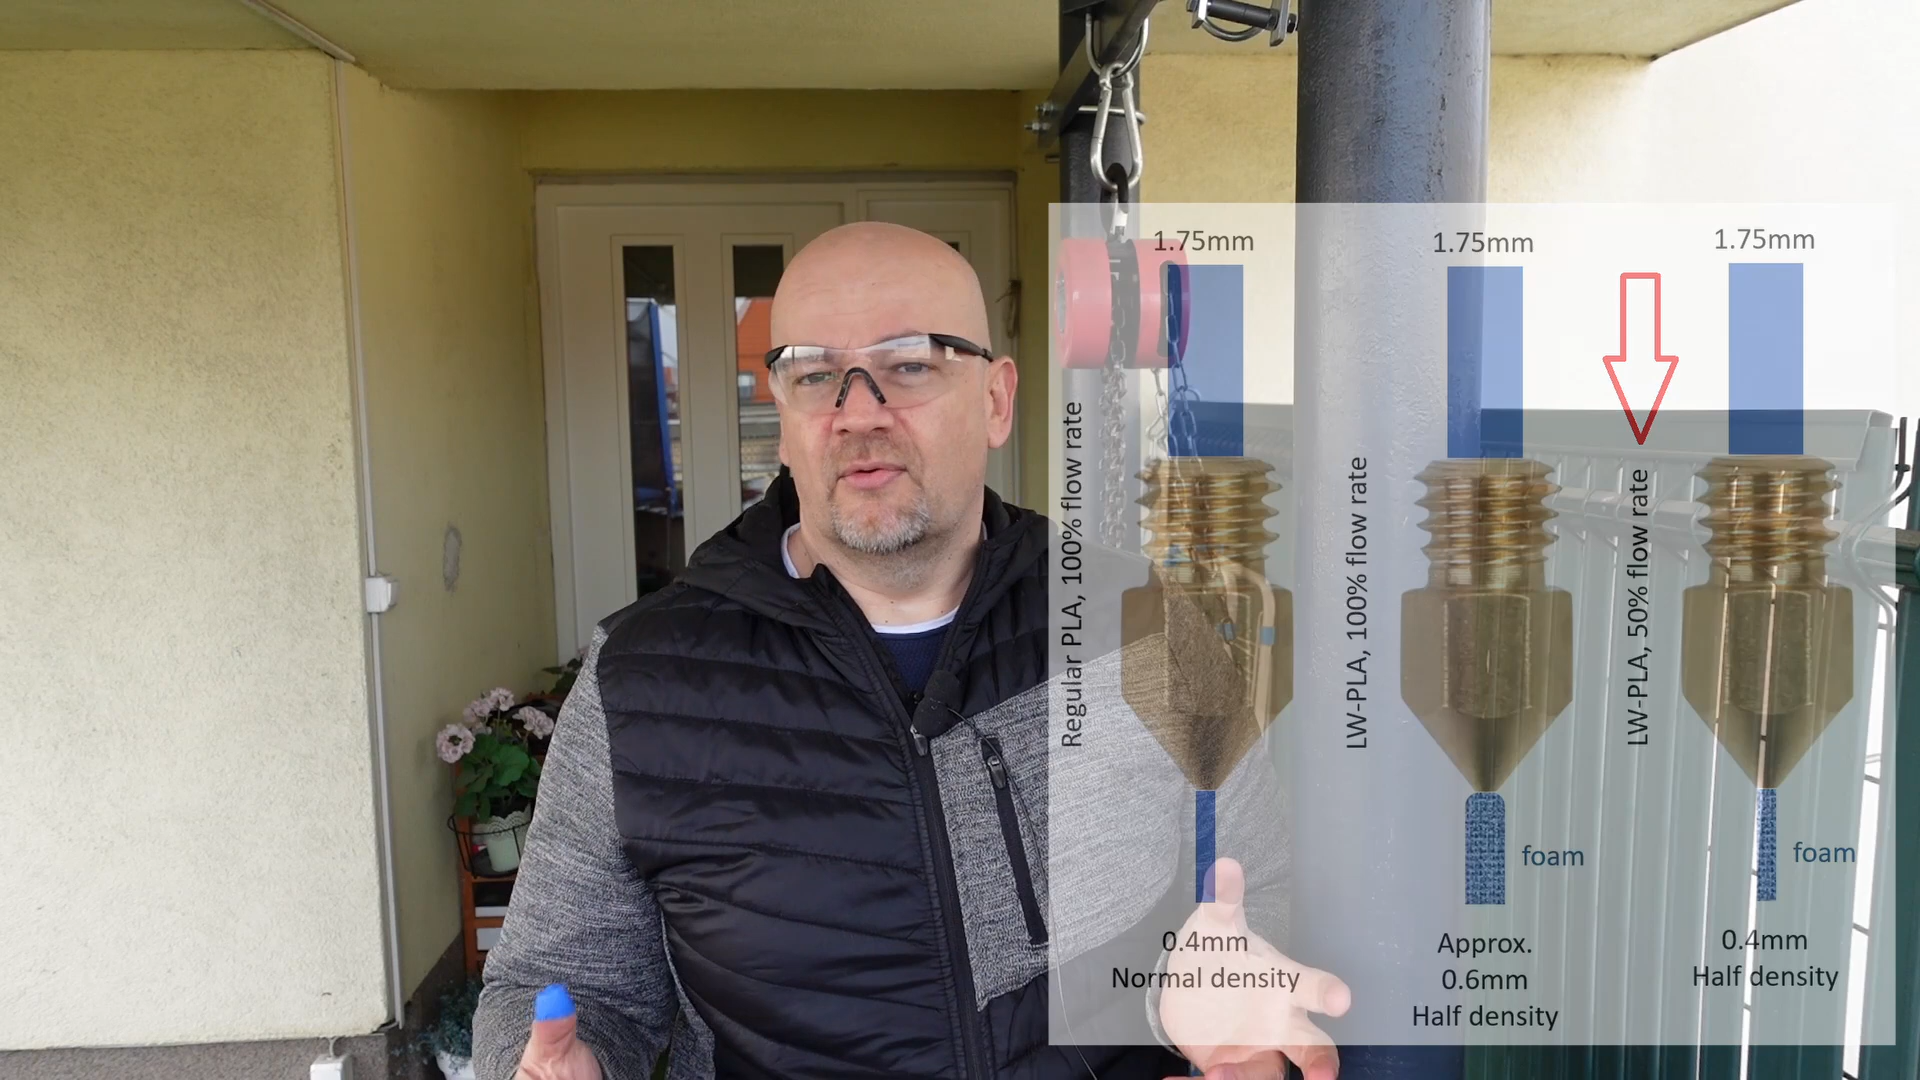 1.75mm
Regular PLA, 100% flow rate
0.4mm
Normal density
1.75mm
LW-PLA, 100% flow rate
foam
Approx.
0.6mm
Half density
1.75mm
LW-PLA, 50% flow rate
foam
0.4mm
Half density